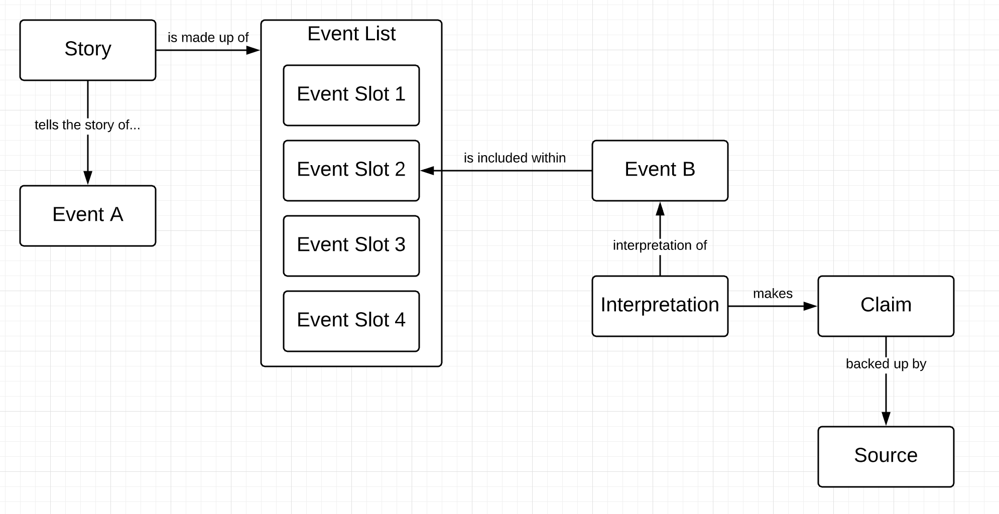 Story
is made up of
Event List
tells the story of...
Event A
Event Slot 1
Event Slot 2
Event Slot 3
Event Slot 4
is included within
Event B
interpretation of
Interpretation
makes
Claim
backed up by
Source